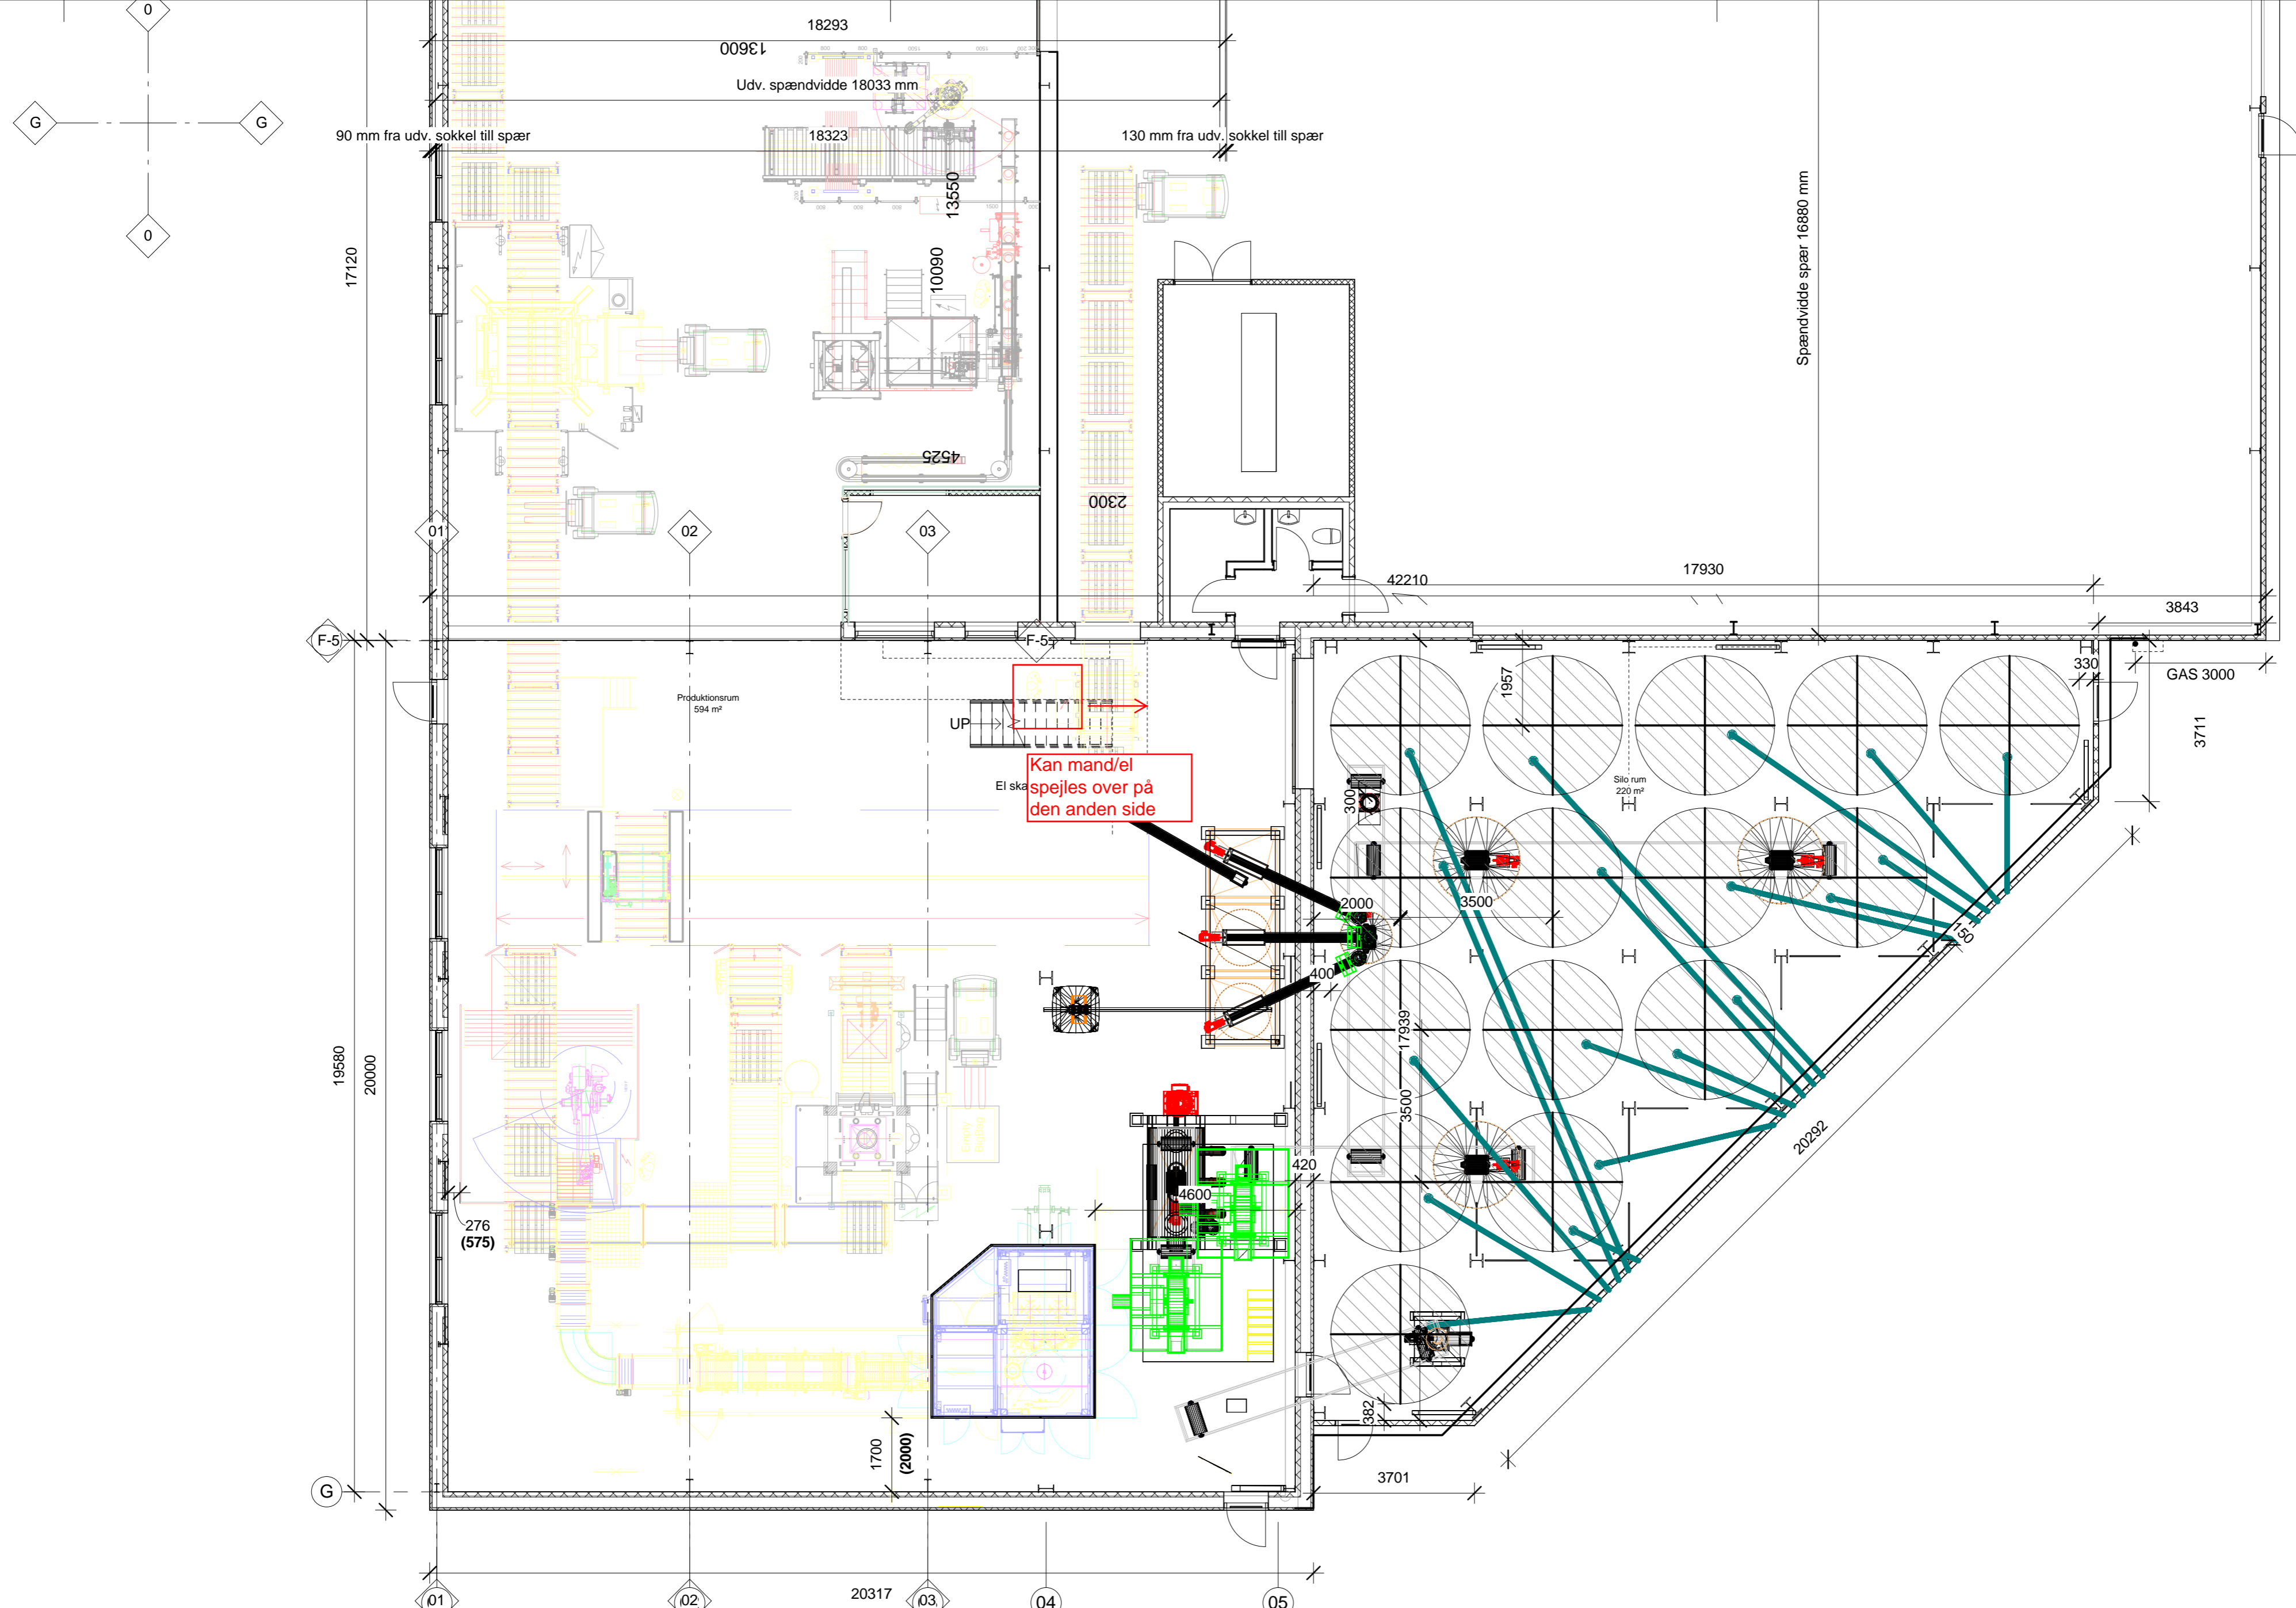 0
18293
13600
Udv. spændvidde 18033 mm
G
G
90 mm fra udv. sokkel till spær
18323
130 mm fra udv. sokkel till spær
13550
0
17120
10090
Spændvidde spær 16880 mm
4525
2300
01
02
03
17930
42210
3843
F-5
F-5
330
GAS 3000
1957
3711
Produktionsrum
594 m²
UP
El ska
Kan mand/el
spejles over på
den anden side
Silo rum
220 m²
300
2000
3500
150
400
17939
19580
20000
3500
20292
420
4600
276
(575)
382
1700
(2000)
3701
G
20317
01
02
03
04
05